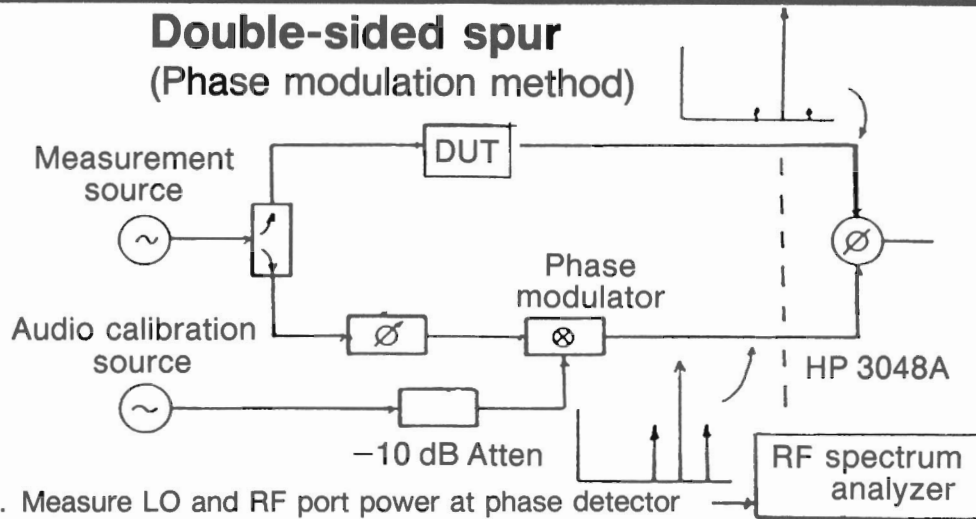 Double-sided spur
(Phase modulation method)
Measurement
source
DUT
Phase
modulator
Audio calibration
source
HP 3048A
−10 dB Atten
RF spectrum
analyzer
. Measure LO and RF port power at phase detector